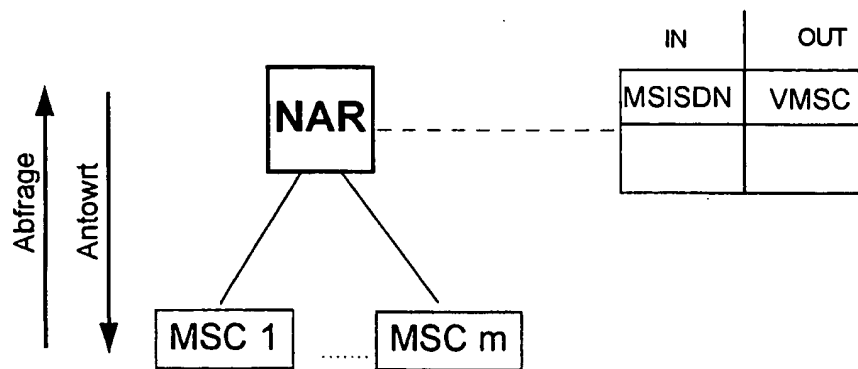 IN OUT
MSISDN VMSC
NAR
Abfrage
Antowrt
MSC 1 ........ MSC m